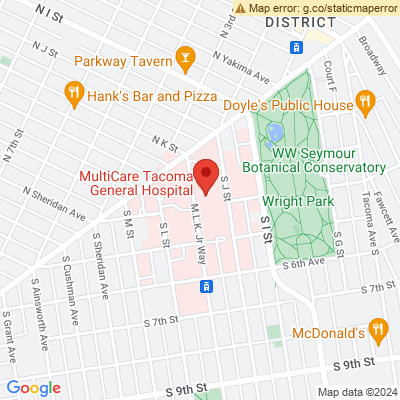 Map error: g.co/staticmaperror
N I St
N 3rd
DISTRICT
N J St
Parkway Tavern
N Yakima Ave
Broadway
Court F
Hank's Bar and Pizza
Doyle's Public House
N K St
N 7th St
WW Seymour
Botanical Conservatory
MultiCare Tacoma
General Hospital
S J St
Wright Park
N Sheridan Ave
M.L.K. Jr Way
S I St
Fawcett Ave
Tacoma Ave S
S G St
S M St
S L St
S Sheridan Ave
S Cushman Ave
S Ainsworth Ave
S Grant Ave
S 6th Ave
S 7th St
S 7th St
McDonald's
S 9th St
S 9th St
Google
Map data ©2024